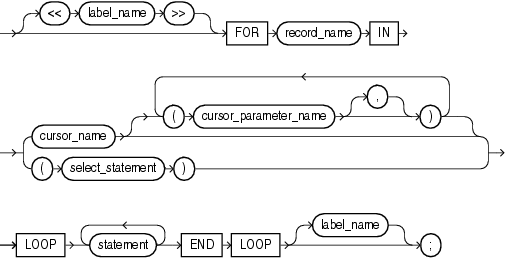 << label_name >>
FOR record_name IN
( cursor_parameter_name , )
cursor_name
( select_statement )
LOOP statement END LOOP label_name ;